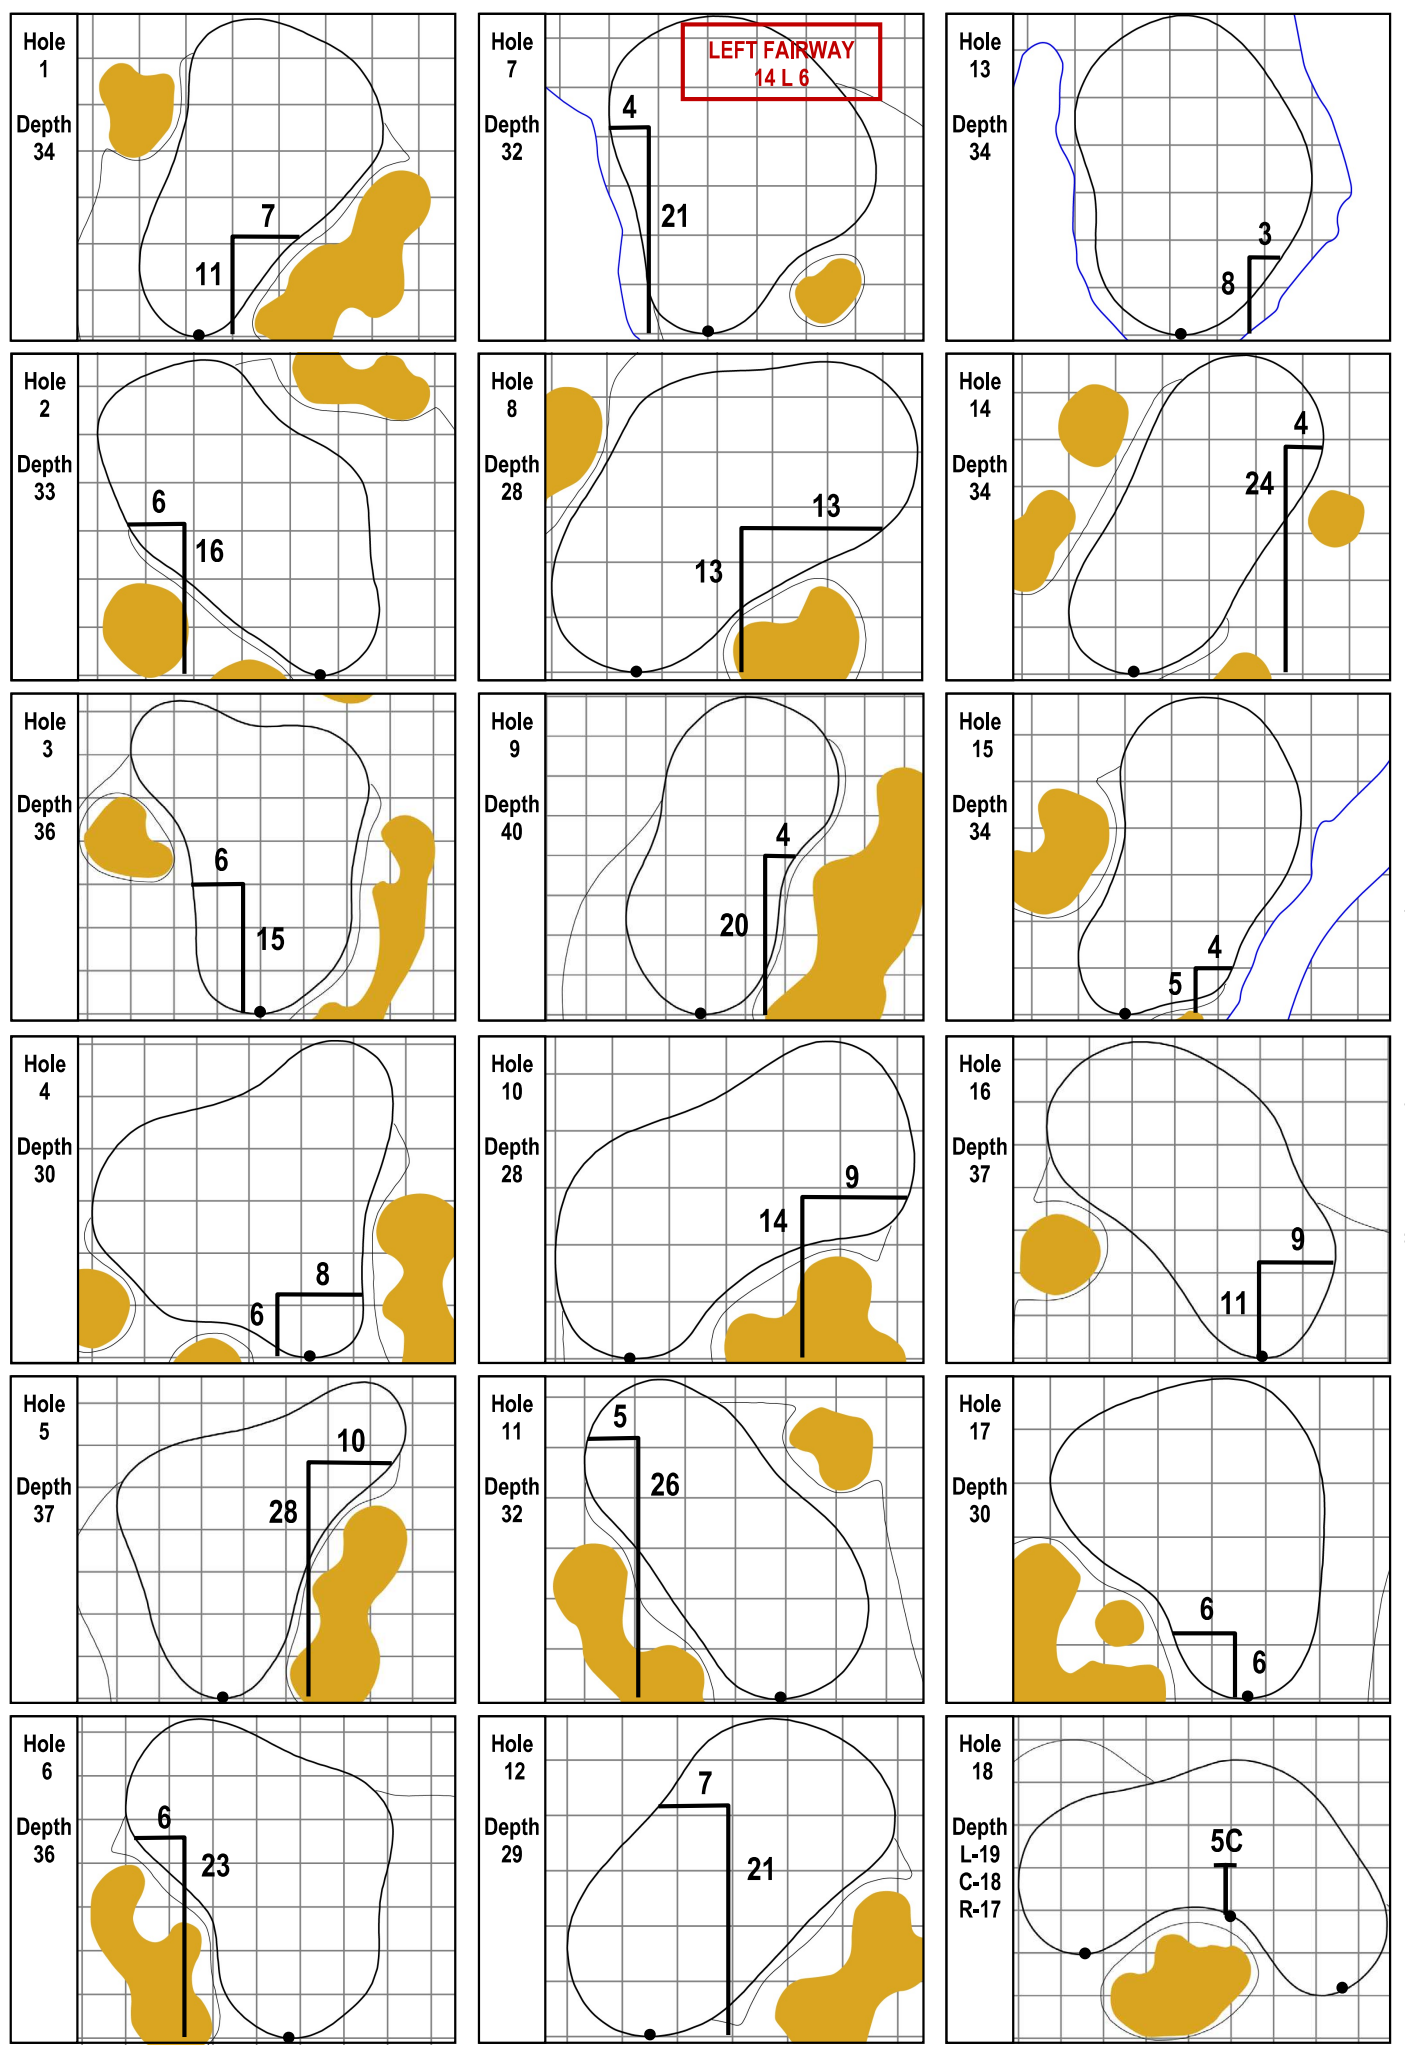 Hole
1
Depth
34
7
11
Hole
7
Depth
32
LEFT FAIRWAY
14 L 6
4
21
Hole
13
Depth
34
3
8
Hole
2
Depth
33
6
16
Hole
8
Depth
28
13
13
Hole
14
Depth
34
4
24
Hole
3
Depth
36
6
15
Hole
9
Depth
40
4
20
Hole
15
Depth
34
4
5
Hole
4
Depth
30
8
6
Hole
10
Depth
28
9
14
Hole
16
Depth
37
9
11
Hole
5
Depth
37
10
28
Hole
11
Depth
32
5
26
Hole
17
Depth
30
6
6
Hole
6
Depth
36
6
23
Hole
12
Depth
29
7
21
Hole
18
Depth
L-19
C-18
R-17
5C